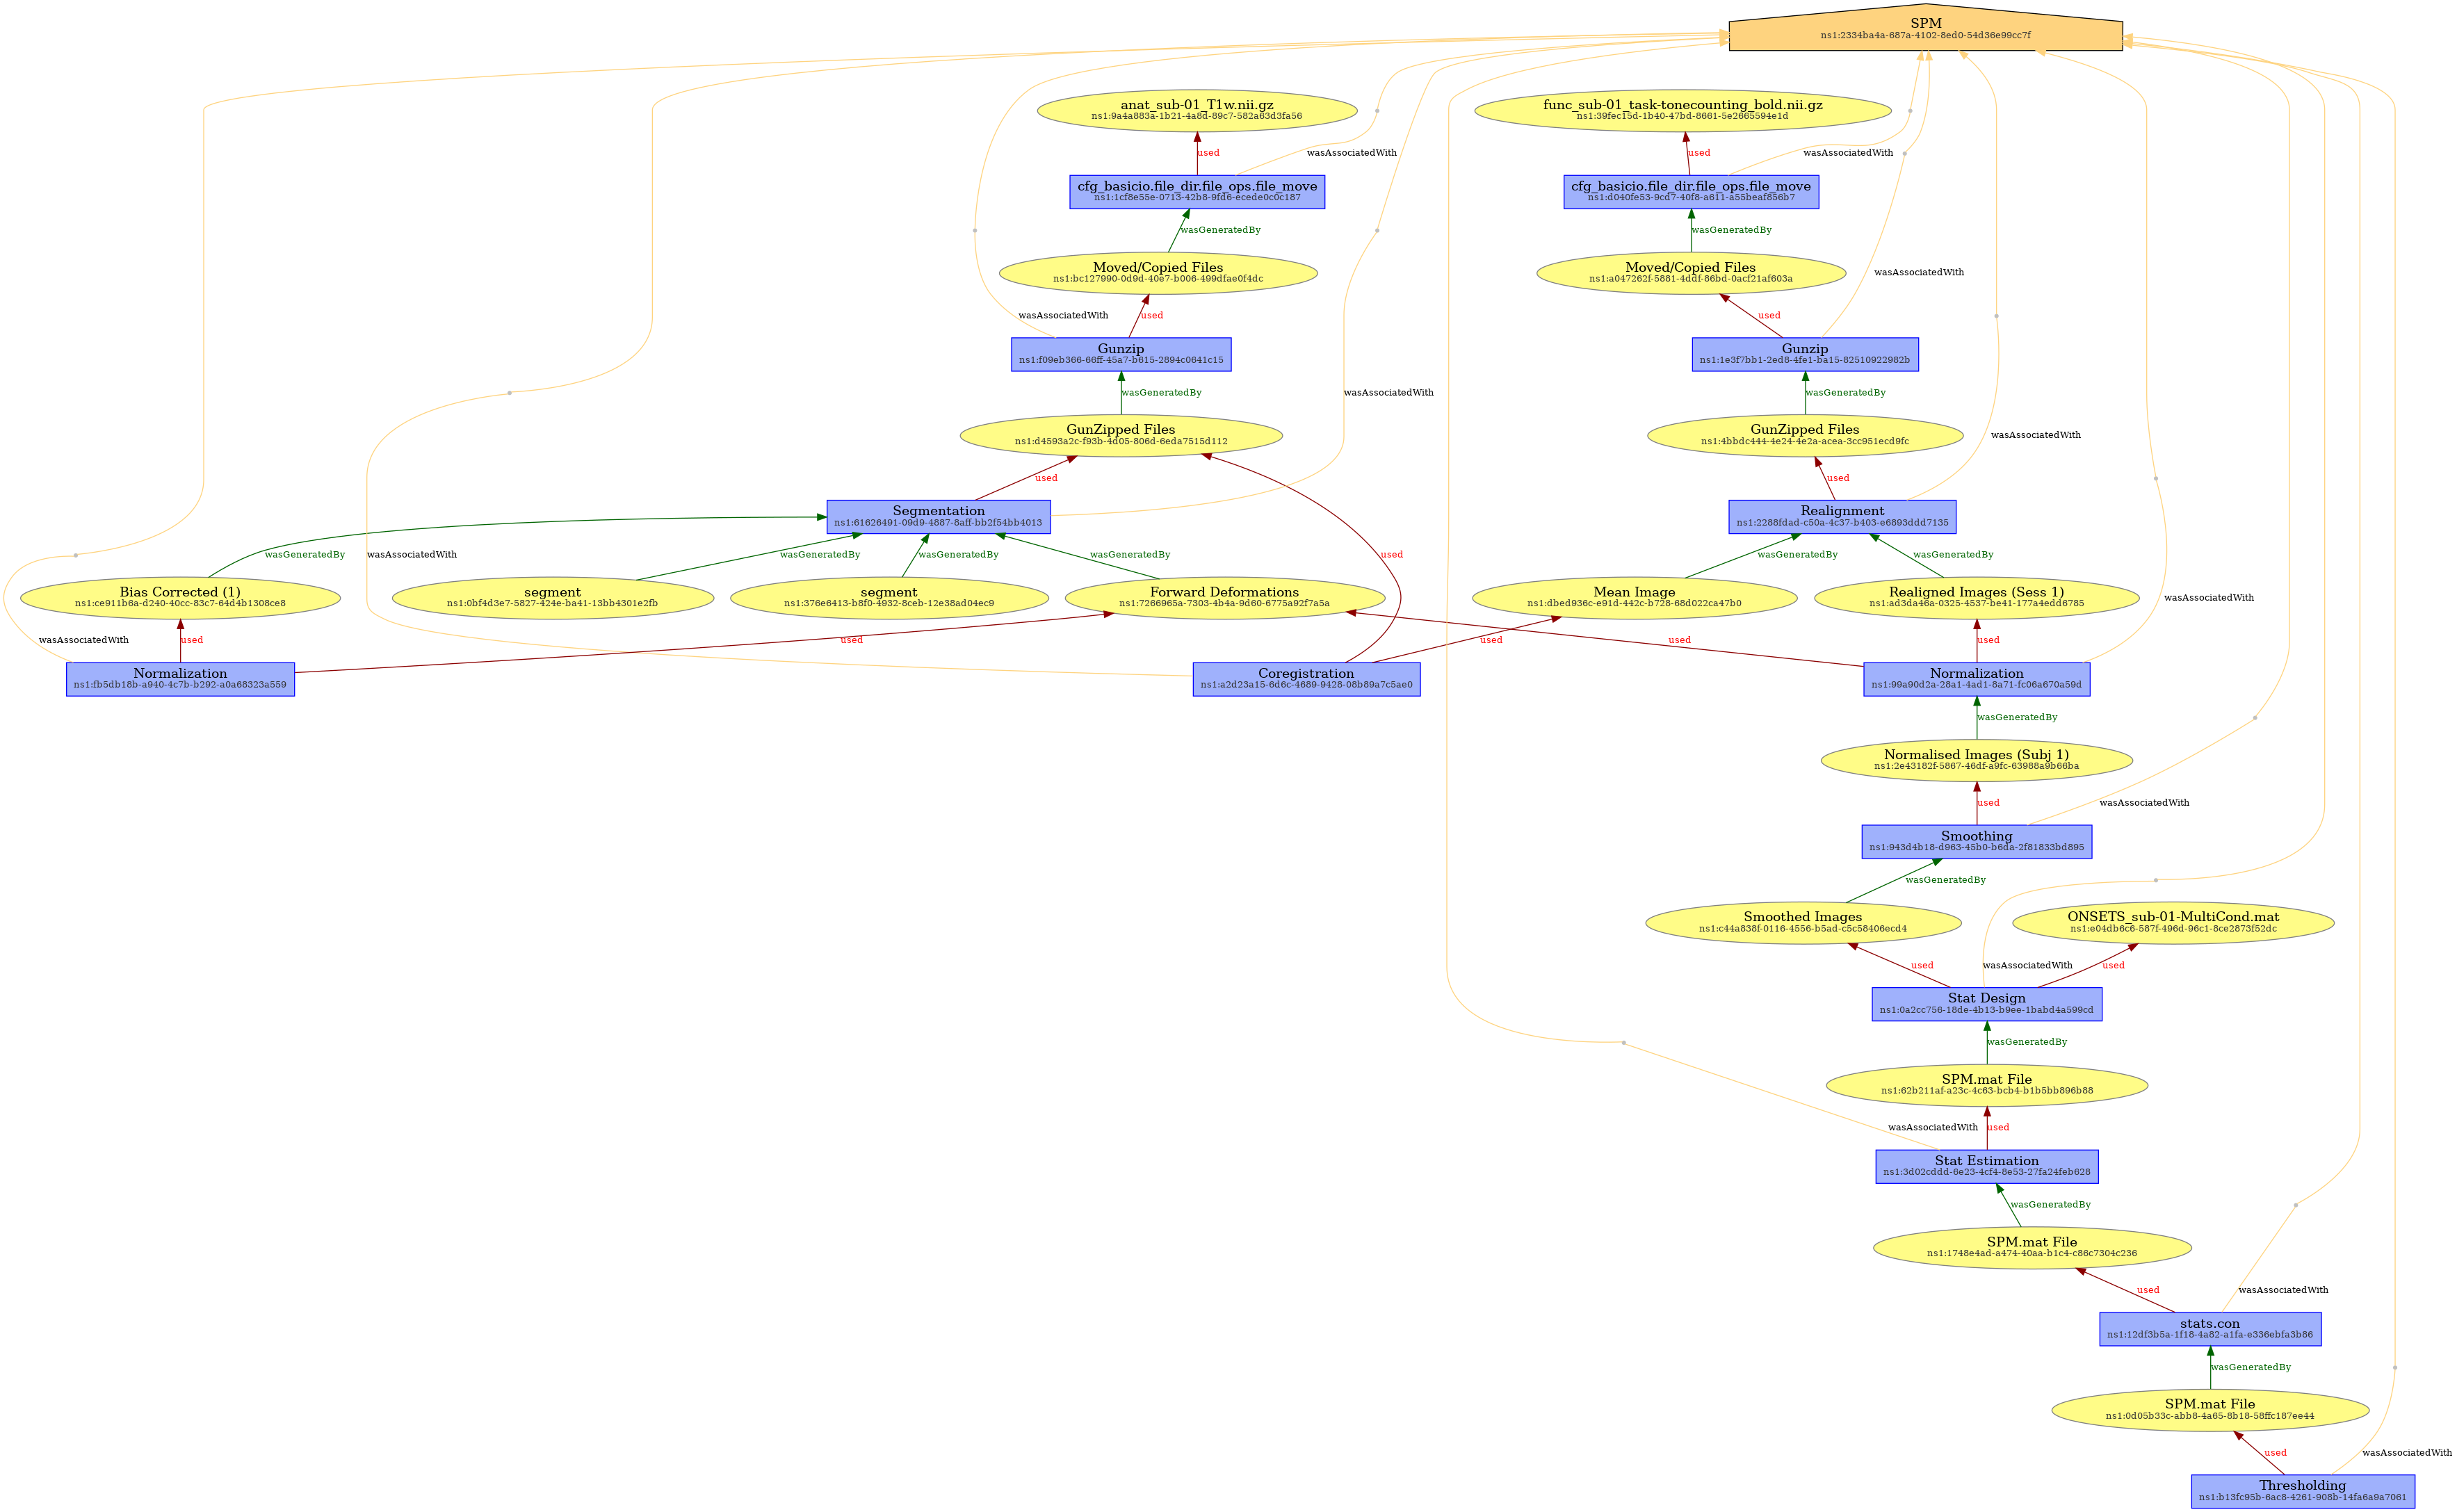 SPM
ns1:2334ba4a-687a-4102-8ed0-54d36e99cc7f
anat_sub-01_T1w.nii.gz
ns1:9a4a883a-1b21-4a8d-89c7-582a63d3fa56
func_sub-01_task-tonecounting_bold.nii.gz
ns1:39fec15d-1b40-47bd-8661-5e2665594e1d
used
wasAssociatedWith
used
wasAssociatedWith
cfg_basicio.file_dir.file_ops.file_move
ns1:1cf8e55e-0713-42b8-9fd6-ecede0c0c187
cfg_basicio.file_dir.file_ops.file_move
ns1:d040fe53-9cd7-40f8-a611-a55beaf856b7
wasGeneratedBy
wasGeneratedBy
Moved/Copied Files
ns1:bc127990-0d9d-40e7-b006-499dfae0f4dc
Moved/Copied Files
ns1:a047262f-5881-4ddf-86bd-0acf21af603a
wasAssociatedWith
wasAssociatedWith
used
used
Gunzip
ns1:f09eb366-66ff-45a7-b615-2894c0641c15
Gunzip
ns1:1e3f7bb1-2ed8-4fe1-ba15-82510922982b
wasGeneratedBy
wasAssociatedWith
wasGeneratedBy
GunZipped Files
ns1:d4593a2c-f93b-4d05-806d-6eda7515d112
GunZipped Files
ns1:4bbdc444-4e24-4e2a-acea-3cc951ecd9fc
wasAssociatedWith
used
used
Segmentation
ns1:61626491-09d9-4887-8aff-bb2f54bb4013
Realignment
ns1:2288fdad-c50a-4c37-b403-e6893ddd7135
wasGeneratedBy
wasAssociatedWith
wasGeneratedBy
wasGeneratedBy
wasGeneratedBy
used
wasGeneratedBy
wasGeneratedBy
Bias Corrected (1)
ns1:ce911b6a-d240-40cc-83c7-64d4b1308ce8
segment
ns1:0bf4d3e7-5827-424e-ba41-13bb4301e2fb
segment
ns1:376e6413-b8f0-4932-8ceb-12e38ad04ec9
Forward Deformations
ns1:7266965a-7303-4b4a-9d60-6775a92f7a5a
Mean Image
ns1:dbed936c-e91d-442c-b728-68d022ca47b0
Realigned Images (Sess 1)
ns1:ad3da46a-0325-4537-be41-177a4edd6785
wasAssociatedWith
wasAssociatedWith
used
used
used
used
used
Normalization
ns1:fb5db18b-a940-4c7b-b292-a0a68323a559
Coregistration
ns1:a2d23a15-6d6c-4689-9428-08b89a7c5ae0
Normalization
ns1:99a90d2a-28a1-4ad1-8a71-fc06a670a59d
wasGeneratedBy
Normalised Images (Subj 1)
ns1:2e43182f-5867-46df-a9fc-63988a9b66ba
used
wasAssociatedWith
Smoothing
ns1:943d4b18-d963-45b0-b6da-2f81833bd895
wasGeneratedBy
Smoothed Images
ns1:c44a838f-0116-4556-b5ad-c5c58406ecd4
ONSETS_sub-01-MultiCond.mat
ns1:e04db6c6-587f-496d-96c1-8ce2873f52dc
used
wasAssociatedWith
used
Stat Design
ns1:0a2cc756-18de-4b13-b9ee-1babd4a599cd
wasGeneratedBy
SPM.mat File
ns1:62b211af-a23c-4c63-bcb4-b1b5bb896b88
wasAssociatedWith
used
Stat Estimation
ns1:3d02cddd-6e23-4cf4-8e53-27fa24feb628
wasGeneratedBy
SPM.mat File
ns1:1748e4ad-a474-40aa-b1c4-c86c7304c236
used
wasAssociatedWith
stats.con
ns1:12df3b5a-1f18-4a82-a1fa-e336ebfa3b86
wasGeneratedBy
SPM.mat File
ns1:0d05b33c-abb8-4a65-8b18-58ffc187ee44
used
wasAssociatedWith
Thresholding
ns1:b13fc95b-6ac8-4261-908b-14fa6a9a7061